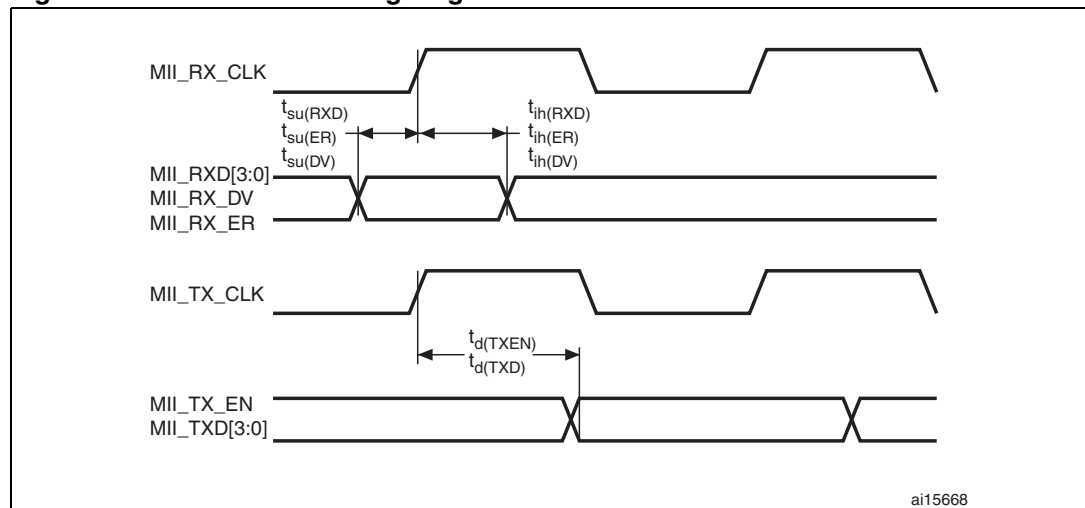 MII_RX_CLK
tsu(RXD)
tsu(ER)
tsu(DV)
tih(RXD)
tih(ER)
tih(DV)
MII_RXD[3:0]
MII_RX_DV
MII_RX_ER
MII_TX_CLK
td(TXEN)
td(TXD)
MII_TX_EN
MII_TXD[3:0]
ai15668